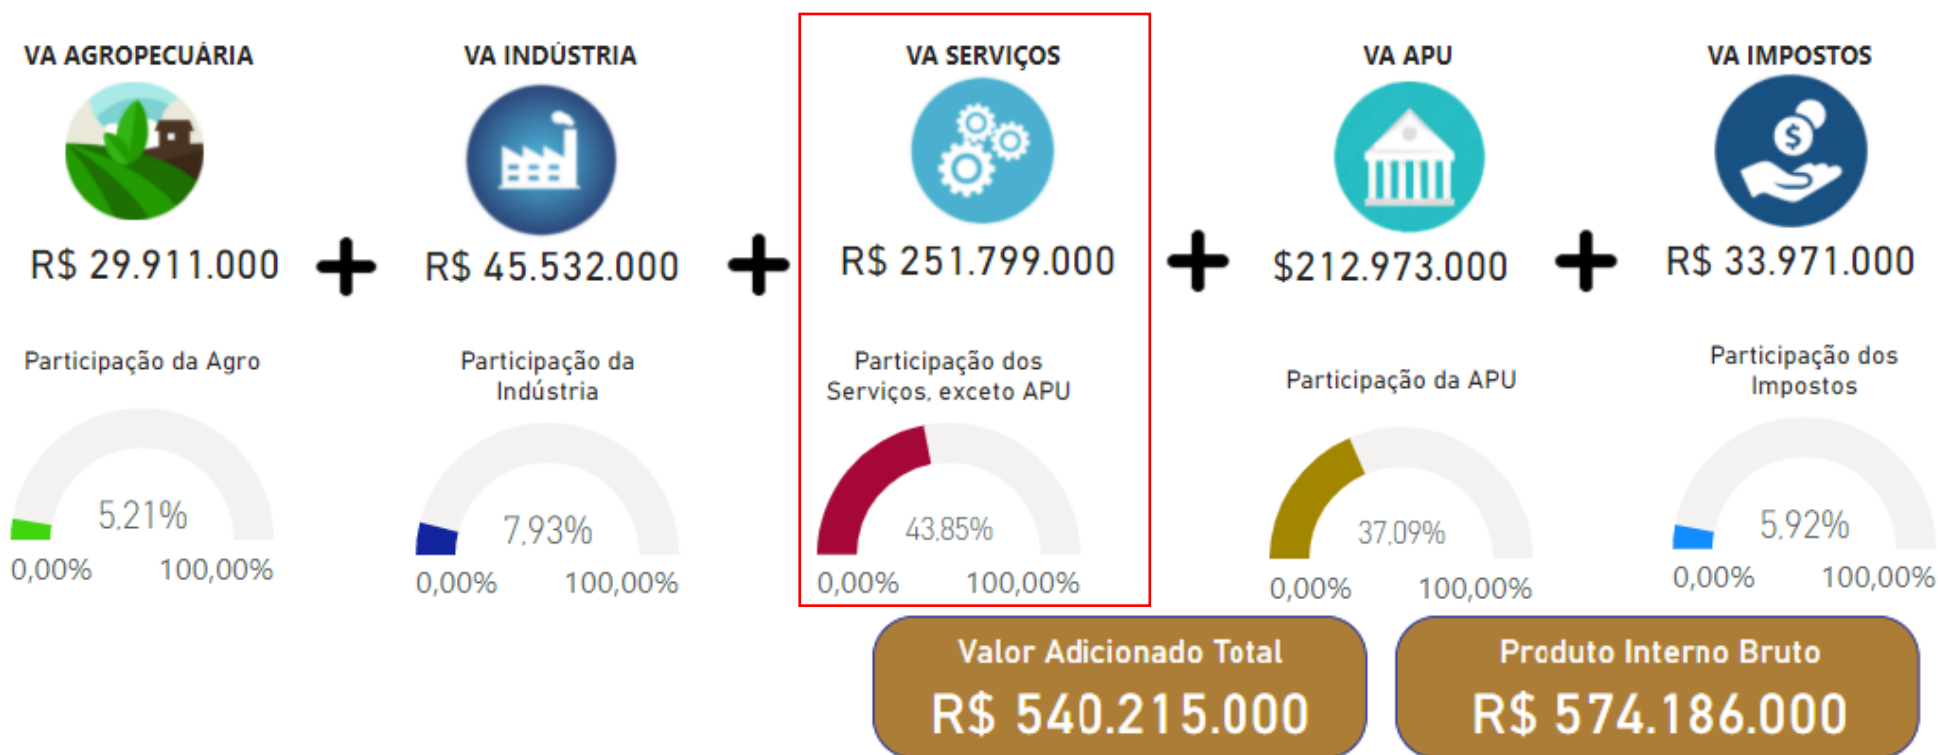 VA AGROPECUÁRIA
R$ 29.911.000
Participação da Agro
5,21%
0,00% 100,00%
VA INDÚSTRIA
R$ 45.532.000
Participação da
Indústria
7,93%
0,00% 100,00%
VA SERVIÇOS
R$ 251.799.000
Participação dos
Serviços, exceto APU
43,85%
0,00% 100,00%
VA APU
$212.973.000
Participação da APU
37,09%
0,00% 100,00%
VA IMPOSTOS
$
R$ 33.971.000
Participação dos
Impostos
5,92%
0,00% 100,00%
Valor Adicionado Total
R$ 540.215.000
Produto Interno Bruto
R$ 574.186.000